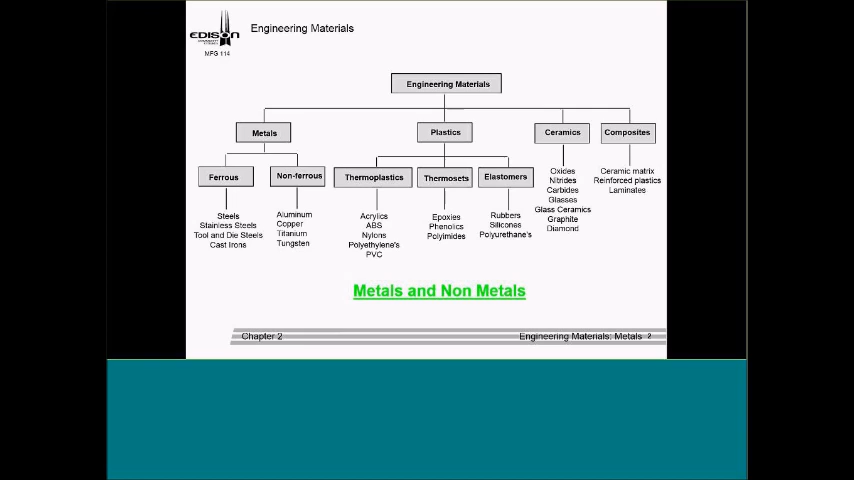 EDISON
MFG 114
Engineering Materials
Engineering Materials
Metals
Plastics
Ceramics
Composites
Ferrous
Non-ferrous
Thermoplastics
Thermosets
Elastomers
Steels
Stainless Steels
Tool and Die Steels
Cast Irons
Aluminum
Copper
Titanium
Tungsten
Acrylics
ABS
Nylons
Polyethylene's
PVC
Epoxies
Phenolics
Polyimides
Rubbers
Silicones
Polyurethane's
Oxides
Nitrides
Carbides
Glasses
Glass Ceramics
Graphite
Diamond
Ceramic matrix
Reinforced plastics
Laminates
Metals and Non Metals
Chapter 2
Engineering Materials: Metals 2